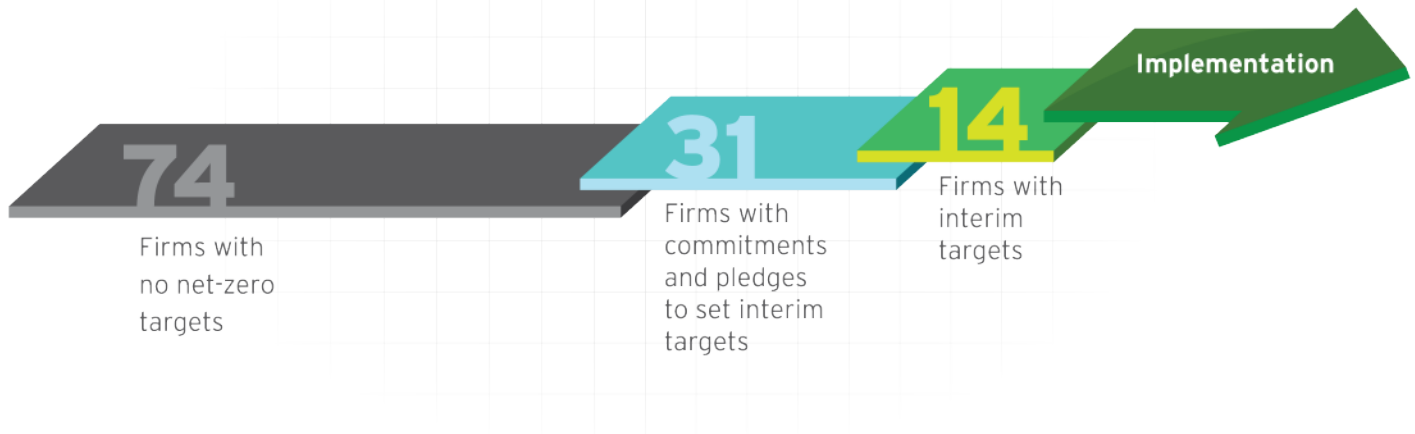 74
Firms with
no net-zero
targets
31
Firms with
commitments
and pledges
to set interim
targets
14
Firms with
interim
targets
Implementation